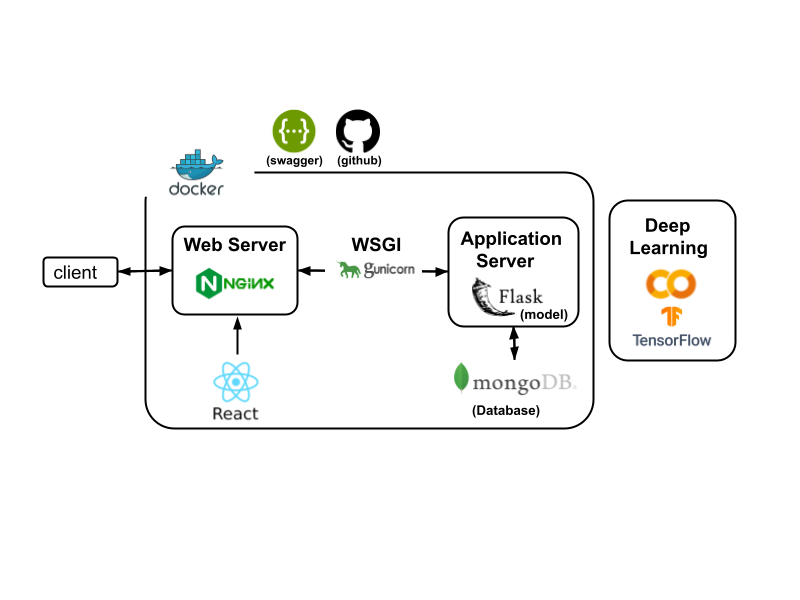 (swagger)
(github)
docker
Web Server
NGINX
WSGI
gunicorn
Application
Server
Flask
(model)
Deep
Learning
TensorFlow
client
React
mongoDB
(Database)